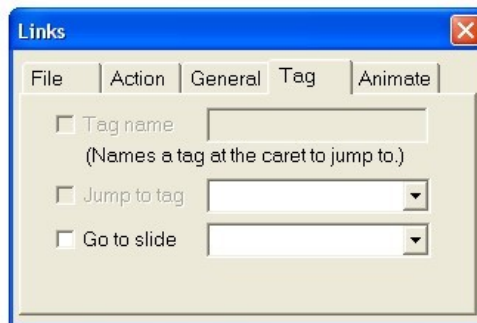 Links
File Action General Tag Animate
Tag name
(Names a tag at the caret to jump to.)
Jump to tag
Go to slide